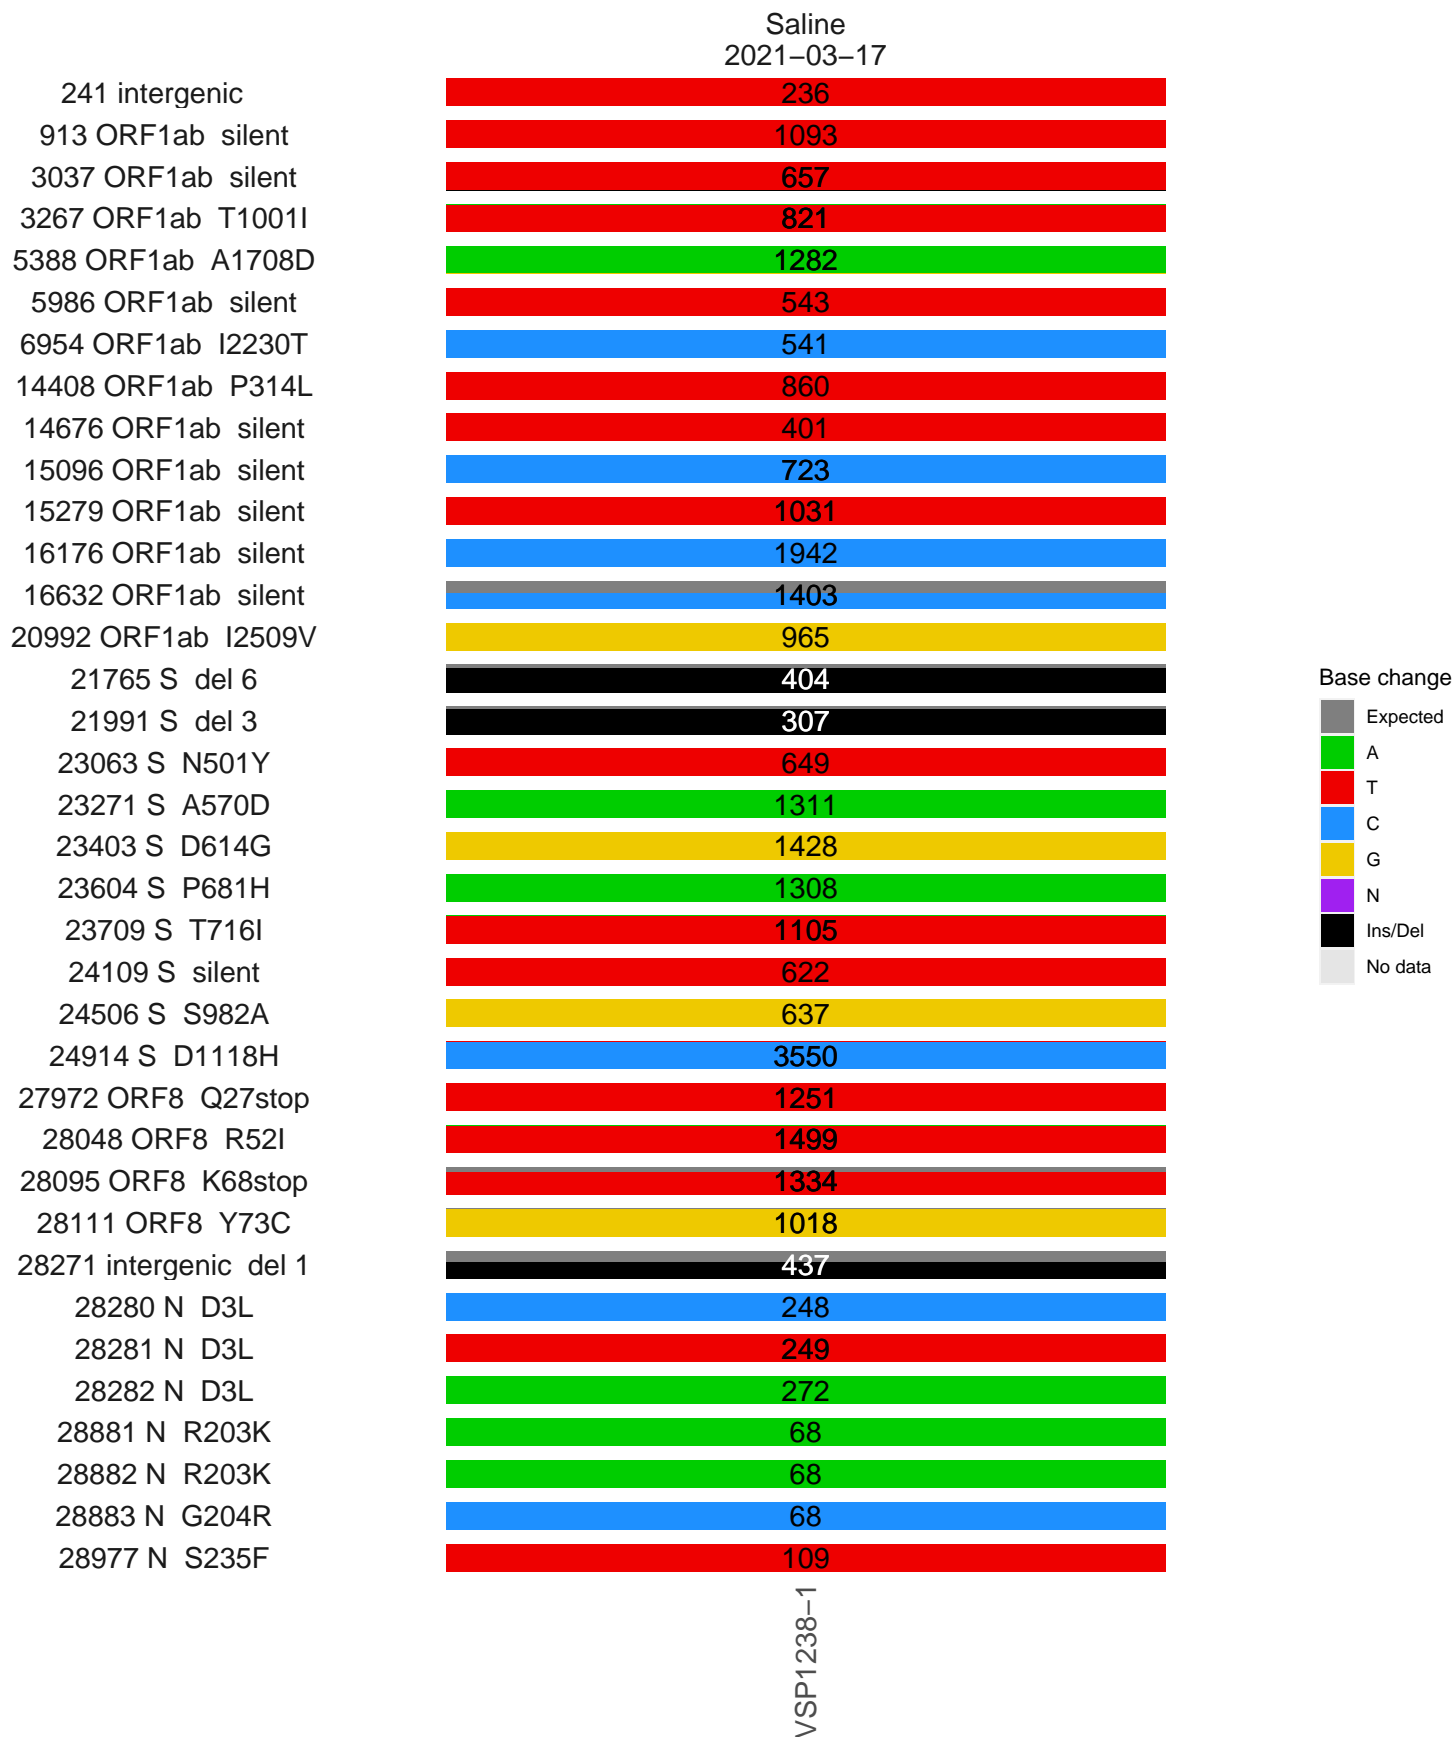 Saline
2021−03−17
241 intergenic 236
913 ORF1ab silent 1093
3037 ORF1ab silent 657
3267 ORF1ab T1001I 821
5388 ORF1ab A1708D 1282
5986 ORF1ab silent 543
6954 ORF1ab I2230T 541
14408 ORF1ab P314L 860
14676 ORF1ab silent 401
15096 ORF1ab silent 723
15279 ORF1ab silent 1031
16176 ORF1ab silent 1942
16632 ORF1ab silent 1403
20992 ORF1ab I2509V 965
21765 S del 6 404
21991 S del 3 307
23063 S N501Y 649
23271 S A570D 1311
23403 S D614G 1428
23604 S P681H 1308
23709 S T716I 1105
24109 S silent 622
24506 S S982A 637
24914 S D1118H 3550
27972 ORF8 Q27stop 1251
28048 ORF8 R52I 1499
28095 ORF8 K68stop 1334
28111 ORF8 Y73C 1018
28271 intergenic del 1 437
28280 N D3L 248
28281 N D3L 249
28282 N D3L 272
28881 N R203K 68
28882 N R203K 68
28883 N G204R 68
28977 N S235F 109
VSP1238−1
Base change
Expected
A
T
C
G
N
Ins/Del
No data